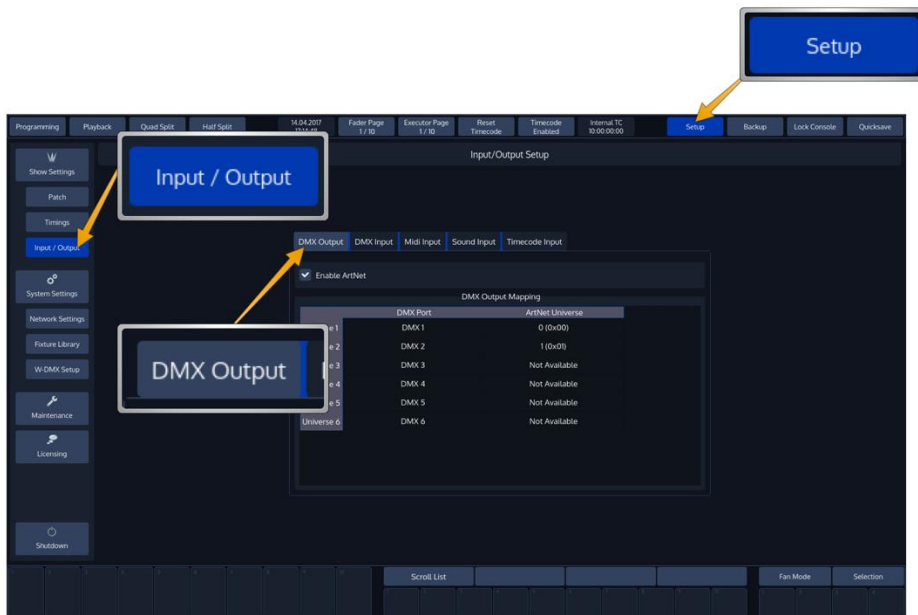 Setup
Programming
Playback
Quad Split
Half Split
14.04.2017
Fader Page
1 / 10
Executor Page
1 / 10
Reset
Timecode
Timecode
Enabled
Internal TC
10:00:00:00
Setup
Backup
Lock Console
Quicksave
Input/Output Setup
Show Settings
Patch
Timings
Input / Output
Input / Output
System Settings
Network Settings
Fixture Library
W-DMX Setup
Maintenance
Licensing
Shutdown
DMX Output
DMX Input
Midi Input
Sound Input
Timecode Input
Enable ArtNet
DMX Output Mapping
DMX Port
ArtNet Universe
DMX 1
0 (0x00)
DMX 2
1 (0x01)
DMX 3
Not Available
DMX 4
Not Available
DMX 5
Not Available
Universe 6
DMX 6
Not Available
DMX Output
Scroll List
Fan Mode
Selection